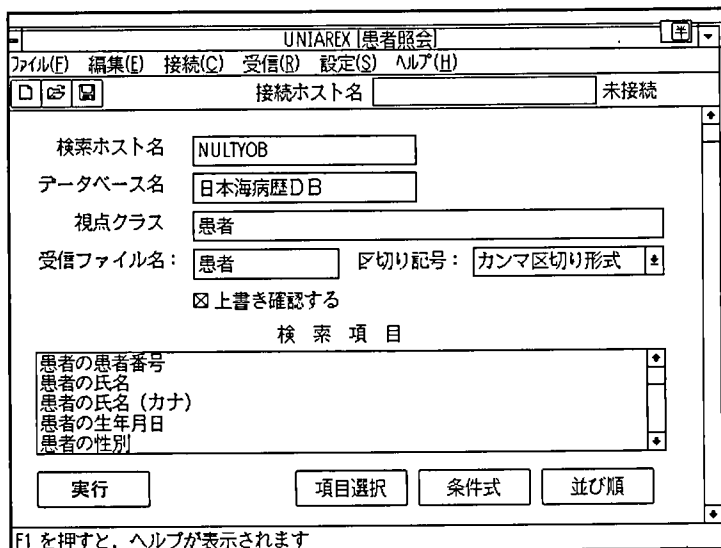 UNIAREX [患者照会]
半
ファイル(F) 編集(E) 接続(C) 受信(R) 設定(S) ヘルプ(H)
接続ホスト名 未接続
検索ホスト名 NULTYOB
データベース名 日本海病歴DB
視点クラス 患者
受信ファイル名: 患者 区切り記号: カンマ区切り形式
上書き確認する
検 索 項 目
患者の患者番号
患者の氏名
患者の氏名 (カナ)
患者の生年月日
患者の性別
実行 項目選択 条件式 並び順
F1 を押すと, ヘルプが表示されます